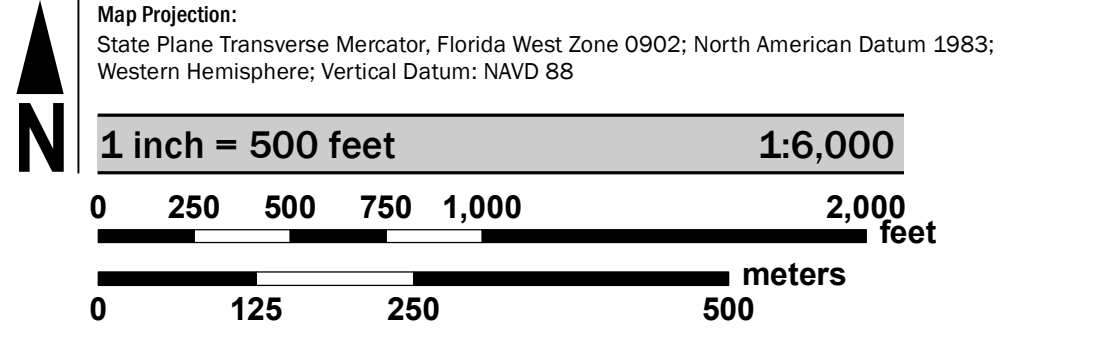 Map Projection:
State Plane Transverse Mercator, Florida West Zone 0902; North American Datum 1983;
Western Hemisphere; Vertical Datum: NAVD 88
N
1 inch = 500 feet 1:6,000
0 250 500 750 1,000 2,000
feet
meters
0 125 250 500